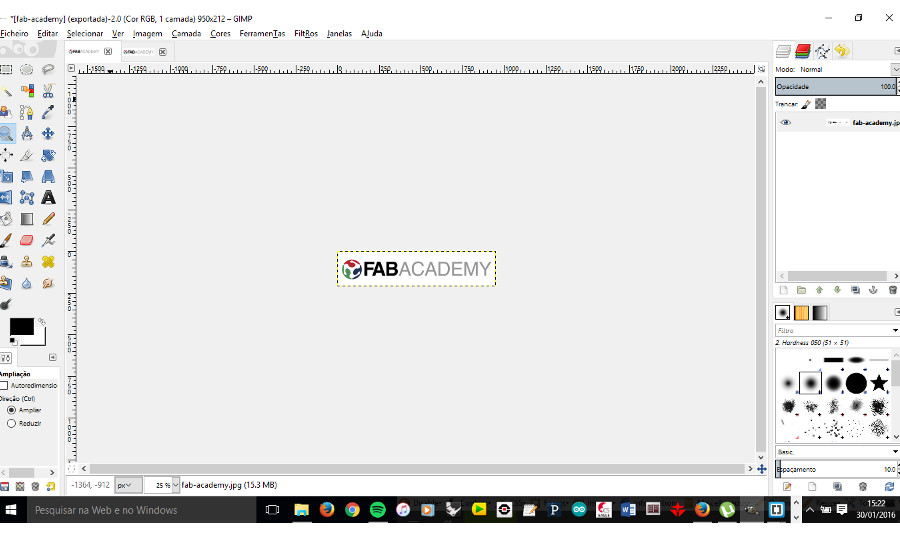 *[fab-academy] (exportada)-2.0 (Cor RGB, 1 camada) 950x212 – GIMP
Ficheiro Editar Selecionar Ver Imagem Camada Cores Ferramentas Filtros Janelas Ajuda
-1500 -1250 -1000 -750 -500 -250 0 250 500 750 1000 1250 1500 1750 2000 2250
Modo: Normal
Opacidade 100.0
Trancar:
fab-academy.jp
FABACADEMY
Filtro
2. Hardness 050 (51 × 51)
Ampliação
Autoredimensio
Direção (Ctrl)
Ampliar
Reduzir
Basic.
Espaçamento 10.0
-1364, -912 px 25 % fab-academy.jpg (15.3 MB)
Pesquisar na Web e no Windows
15:22
30/01/2016